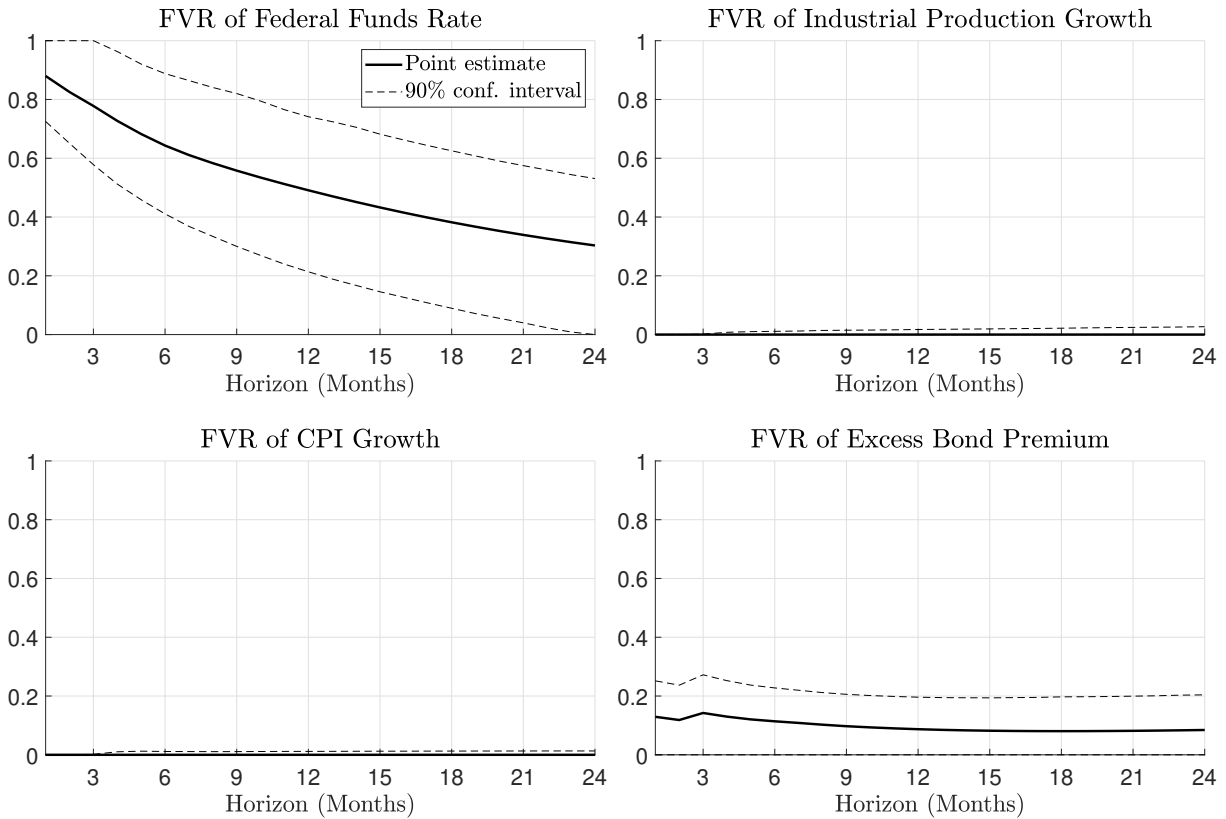 FVR of Federal Funds Rate
1
0.8
0.6
0.4
0.2
0
Point estimate
90% conf. interval
3 6 9 12 15 18 21 24
Horizon (Months)
FVR of Industrial Production Growth
1
0.8
0.6
0.4
0.2
0
3 6 9 12 15 18 21 24
Horizon (Months)
FVR of CPI Growth
1
0.8
0.6
0.4
0.2
0
3 6 9 12 15 18 21 24
Horizon (Months)
FVR of Excess Bond Premium
1
0.8
0.6
0.4
0.2
0
3 6 9 12 15 18 21 24
Horizon (Months)